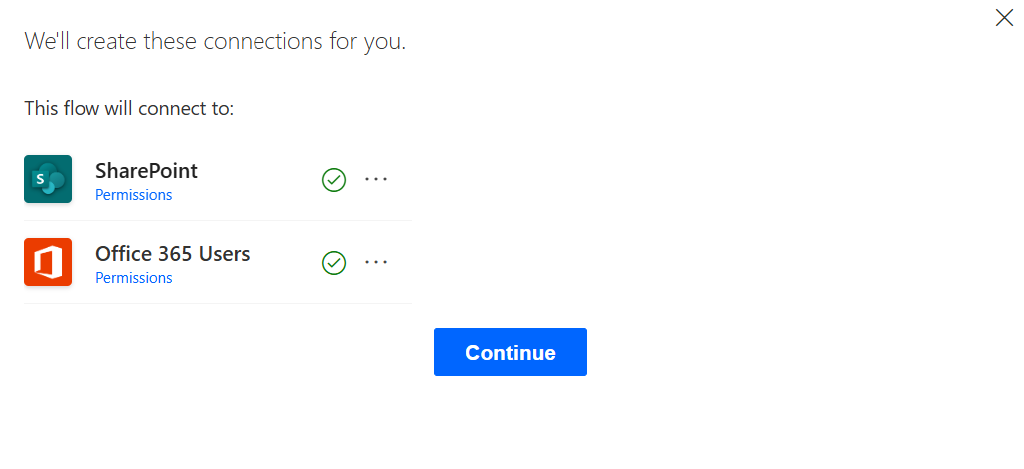 We'll create these connections for you.
This flow will connect to:
S
SharePoint
Permissions
Office 365 Users
Permissions
Continue